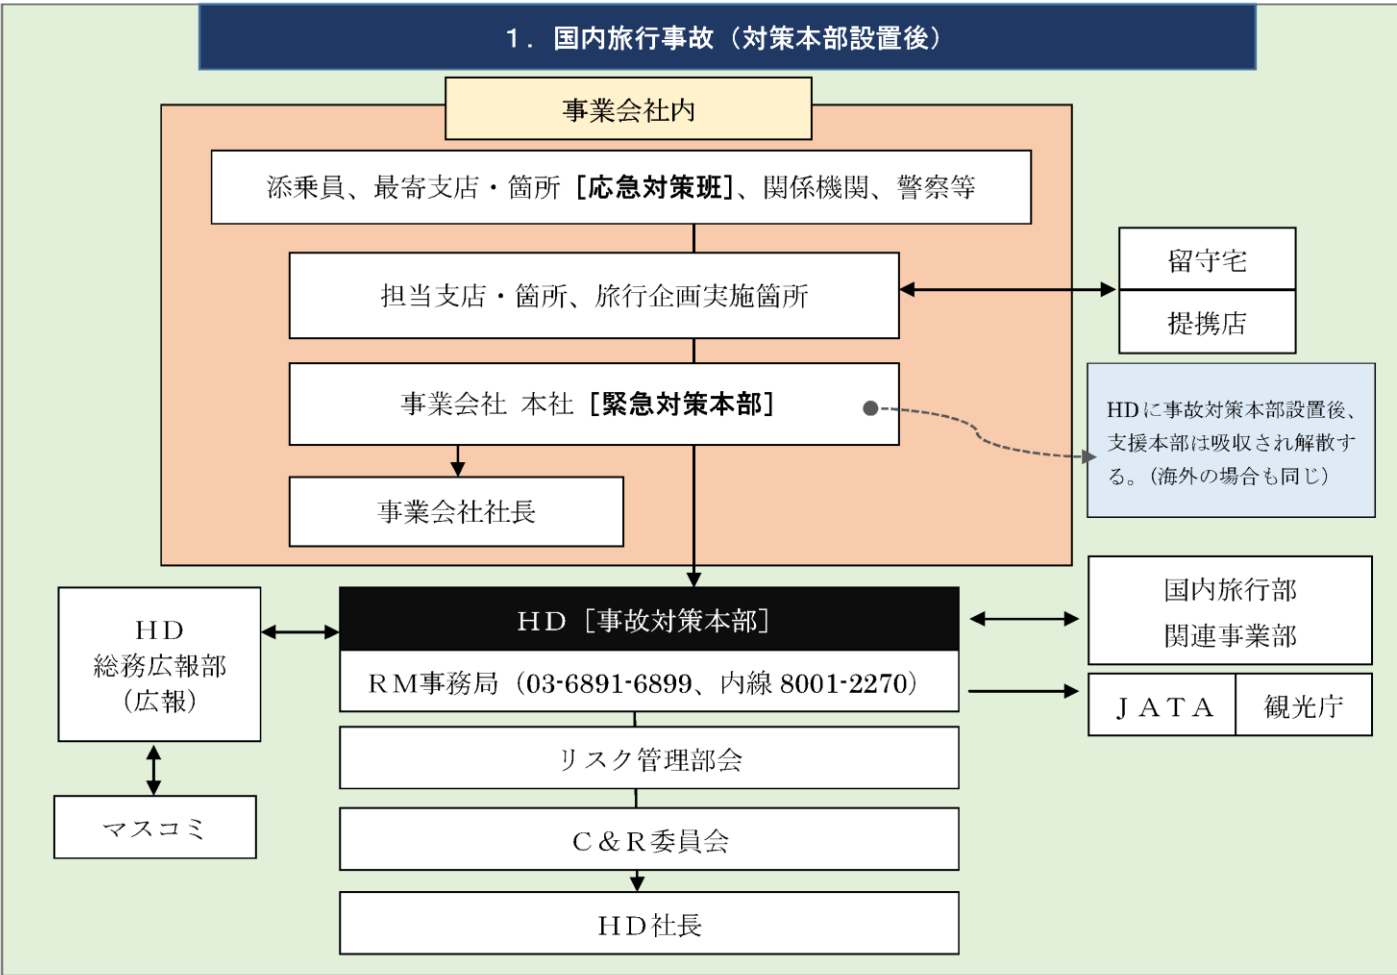 １．国内旅行事故（対策本部設置後）
事業会社内
添乗員、最寄支店・箇所［応急対策班］、関係機関、警察等
担当支店・箇所、旅行企画実施箇所
留守宅
提携店
事業会社 本社［緊急対策本部］
HDに事故対策本部設置後、
支援本部は吸収され解散す
る。（海外の場合も同じ）
事業会社社長
HD
総務広報部
（広報）
マスコミ
ＨＤ［事故対策本部］
ＲＭ事務局（03-6891-6899、内線 8001-2270）
国内旅行部
関連事業部
ＪＡＴＡ
観光庁
リスク管理部会
Ｃ＆Ｒ委員会
ＨＤ社長